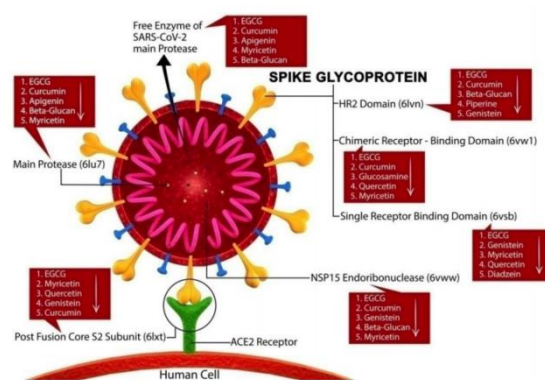 Free Enzyme of
SARS-CoV-2
main Protease
1. EGCG
2. Curcumin
3. Apigenin
4. Myricetin
5. Beta-Glucan
SPIKE GLYCOPROTEIN
HR2 Domain (6lvn)
1. EGCG
2. Curcumin
3. Beta-Glucan
4. Piperine
5. Genistein
1. EGCG
2. Curcumin
3. Apigenin
4. Beta-Glucan
5. Myricetin
Main Protease (6lu7)
Chimeric Receptor - Binding Domain (6vw1)
1. EGCG
2. Curcumin
3. Glucosamine
4. Quercetin
5. Myricetin
Single Receptor Binding Domain (6vsb)
1. EGCG
2. Genistein
3. Myricetin
4. Quercetin
5. Diadzein
NSP15 Endoribonuclease (6vww)
1. EGCG
2. Curcumin
3. Genistein
4. Beta-Glucan
5. Myricetin
1. EGCG
2. Myricetin
3. Quercetin
4. Genistein
5. Curcumin
Post Fusion Core S2 Subunit (6lxt)
ACE2 Receptor
Human Cell